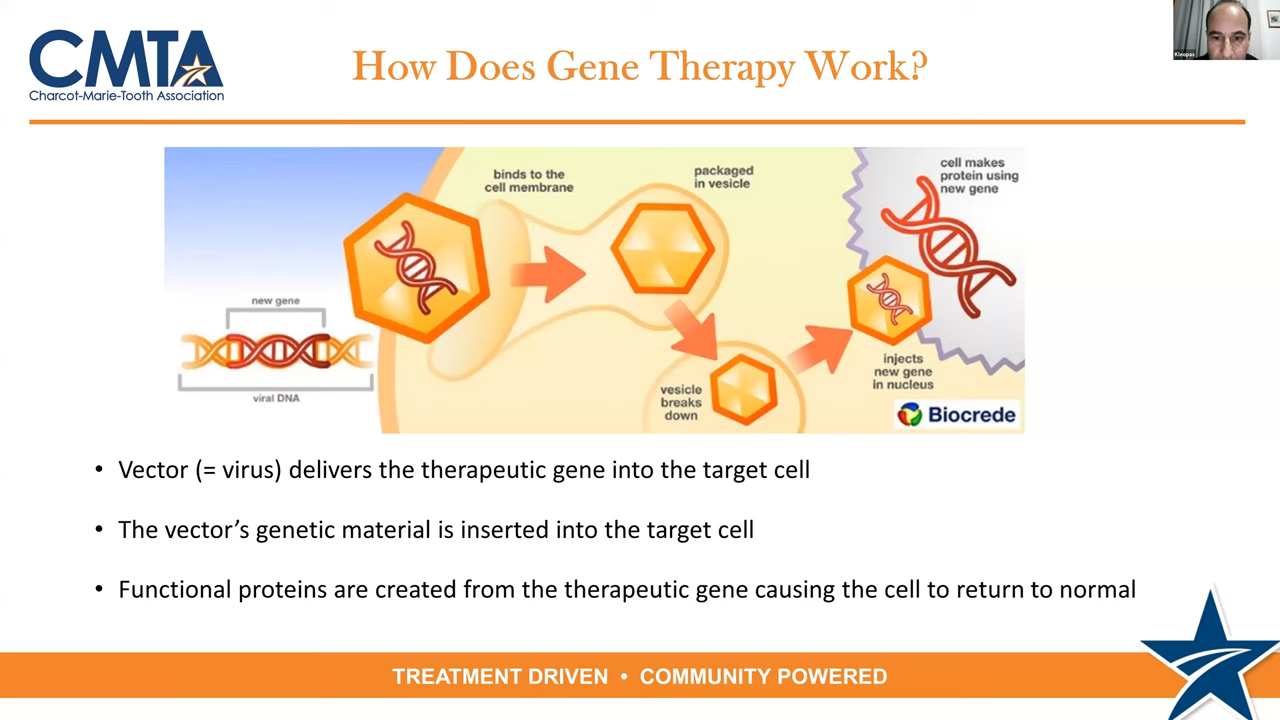 CMTA
Charcot-Marie-Tooth Association
How Does Gene Therapy Work?
Kleopas
binds to the
cell membrane
packaged
in vesicle
cell makes
protein using
new gene
new gene
viral DNA
vesicle
breaks
down
injects
new gene
in nucleus
Biocrede
• Vector (= virus) delivers the therapeutic gene into the target cell
• The vector’s genetic material is inserted into the target cell
• Functional proteins are created from the therapeutic gene causing the cell to return to normal
TREATMENT DRIVEN • COMMUNITY POWERED